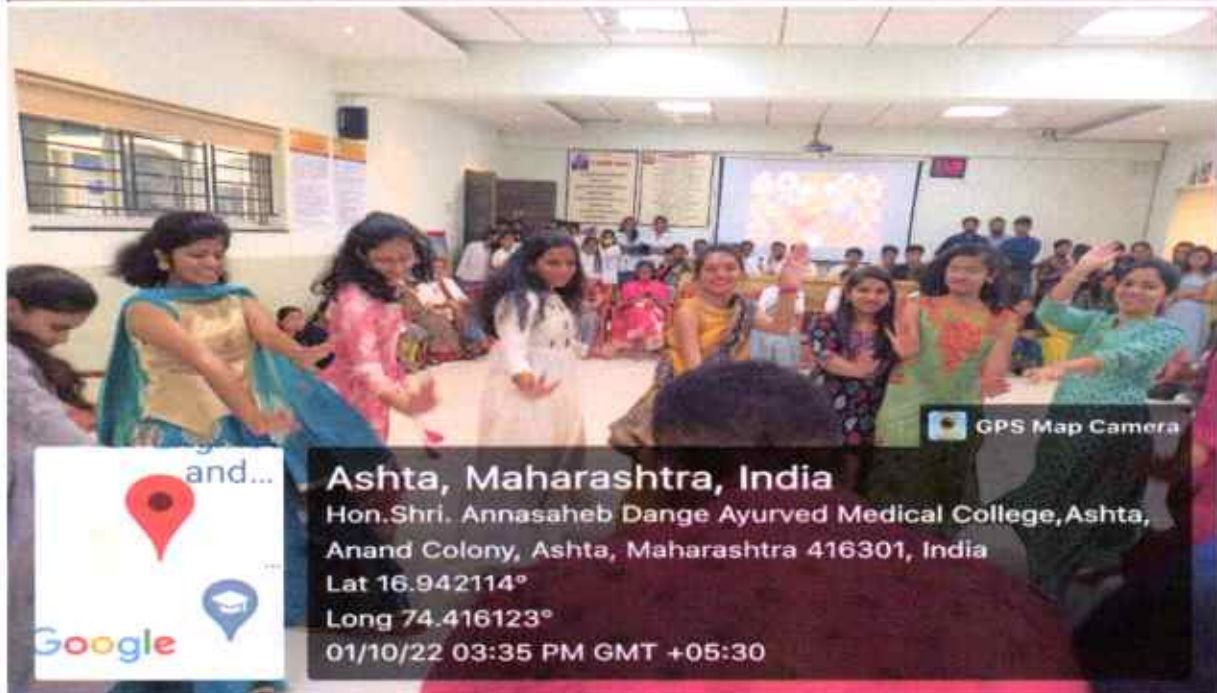 GPS Map Camera
and...
Google
Ashta, Maharashtra, India
Hon.Shri. Annasaheb Dange Ayurved Medical College,Ashta,
Anand Colony, Ashta, Maharashtra 416301, India
Lat 16.942114°
Long 74.416123°
01/10/22 03:35 PM GMT +05:30